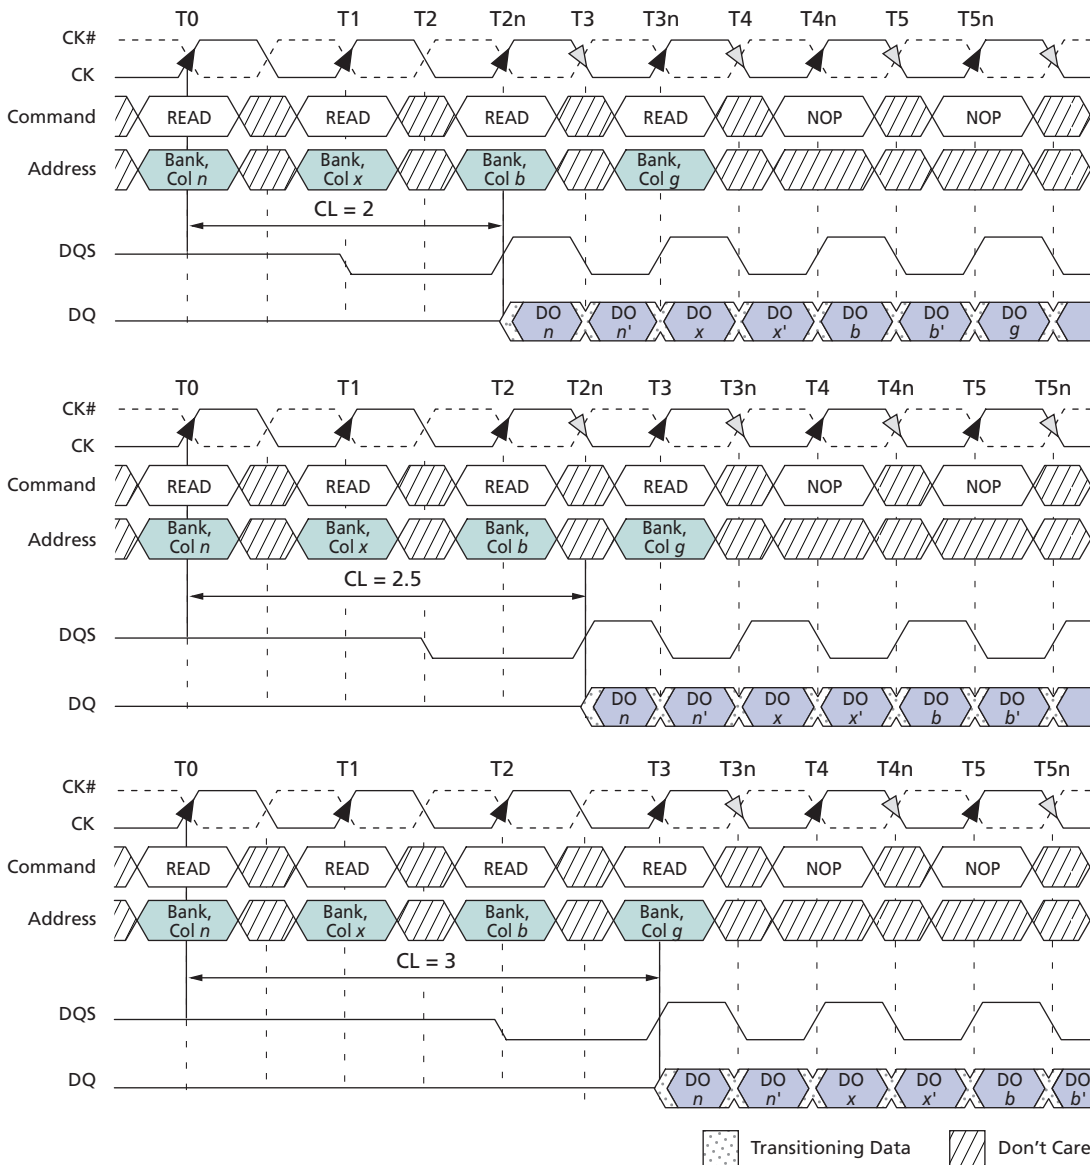 T0 T1 T2 T2n T3 T3n T4 T4n T5 T5n
CK#
CK
Command READ READ READ READ NOP NOP
Address Bank, Col n Bank, Col x Bank, Col b Bank, Col g
CL = 2
DQS
DQ DO n DO n' DO x DO x' DO b DO b' DO g
T0 T1 T2 T2n T3 T3n T4 T4n T5 T5n
CK#
CK
Command READ READ READ READ NOP NOP
Address Bank, Col n Bank, Col x Bank, Col b Bank, Col g
CL = 2.5
DQS
DQ DO n DO n' DO x DO x' DO b DO b'
T0 T1 T2 T3 T3n T4 T4n T5 T5n
CK#
CK
Command READ READ READ READ NOP NOP
Address Bank, Col n Bank, Col x Bank, Col b Bank, Col g
CL = 3
DQS
DQ DO n DO n' DO x DO x' DO b DO b'
Transitioning Data Don't Care